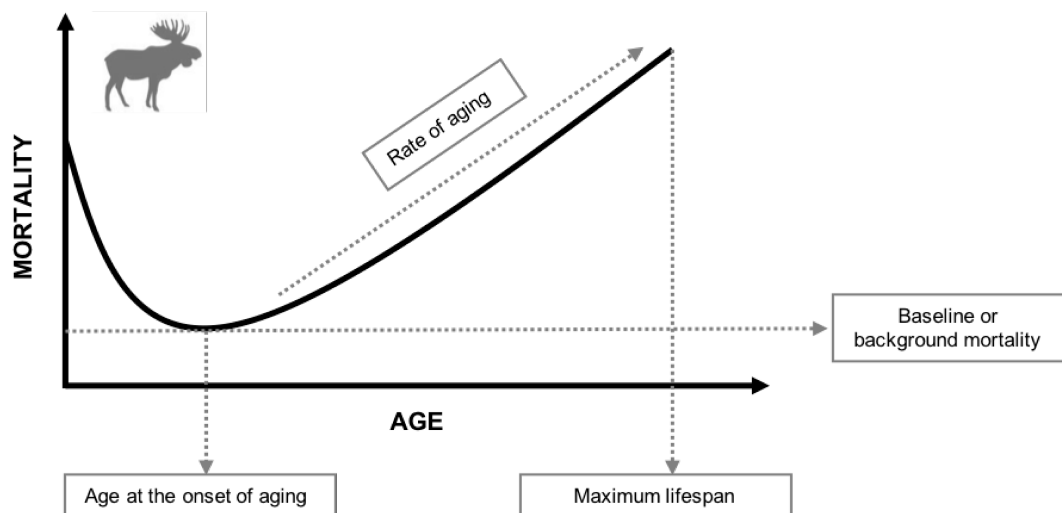 MORTALITY
Rate of aging
Baseline or
background mortality
AGE
Age at the onset of aging
Maximum lifespan